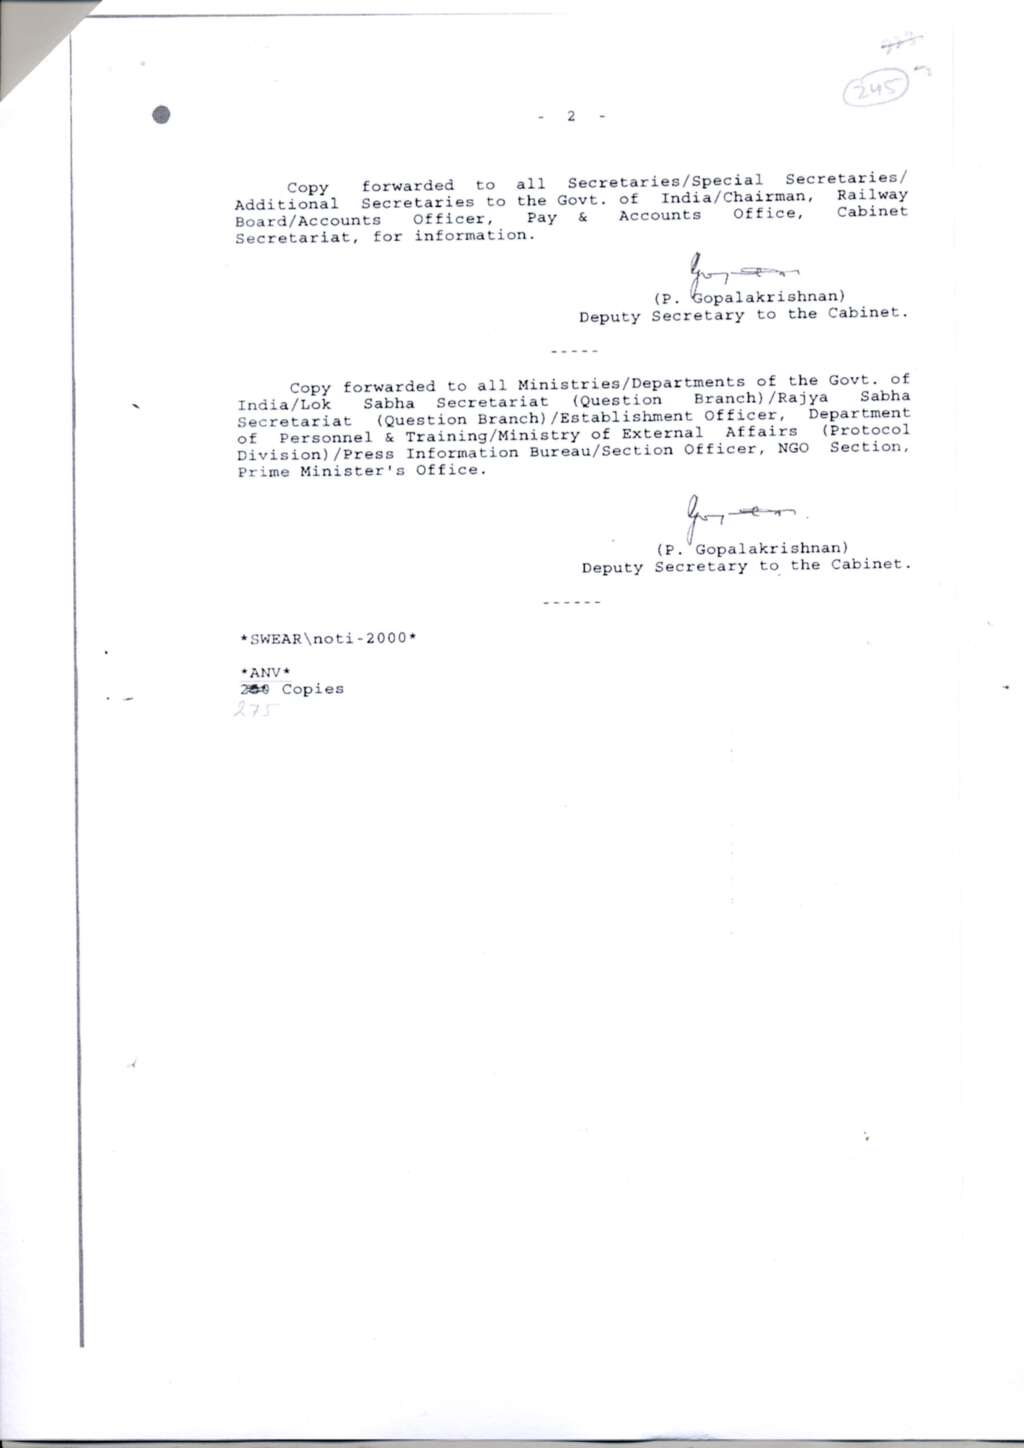 245
- 2 -
Copy forwarded to all Secretaries/Special Secretaries/
Additional Secretaries to the Govt. of India/Chairman, Railway
Board/Accounts Officer, Pay & Accounts Office, Cabinet
Secretariat, for information.
(P. Gopalakrishnan)
Deputy Secretary to the Cabinet.
-----
Copy forwarded to all Ministries/Departments of the Govt. of
India/Lok Sabha Secretariat (Question Branch)/Rajya Sabha
Secretariat (Question Branch)/Establishment Officer, Department
of Personnel & Training/Ministry of External Affairs (Protocol
Division)/Press Information Bureau/Section Officer, NGO Section,
Prime Minister's Office.
(P. Gopalakrishnan)
Deputy Secretary to the Cabinet.
------
*SWEAR\noti-2000*
*ANV*
Copies
275